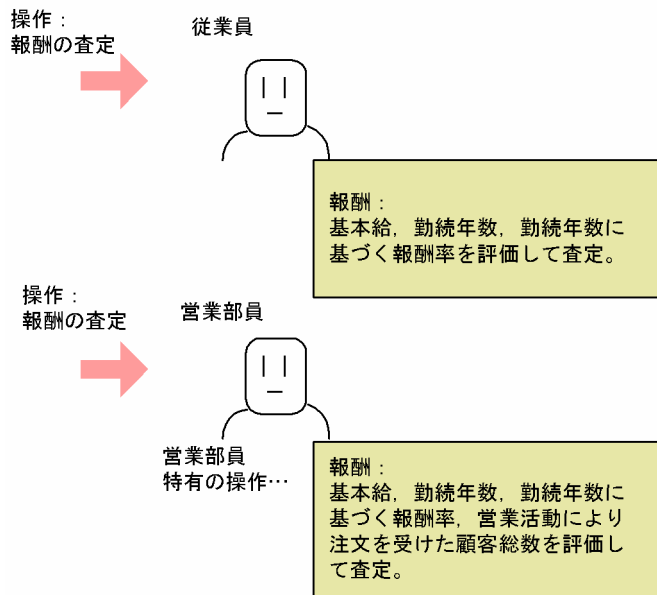 操作：
報酬の査定
従業員
報酬：
基本給，勤続年数，勤続年数に
基づく報酬率を評価して査定。
操作：
報酬の査定
営業部員
営業部員
特有の操作…
報酬：
基本給，勤続年数，勤続年数に
基づく報酬率，営業活動により
注文を受けた顧客総数を評価し
て査定。